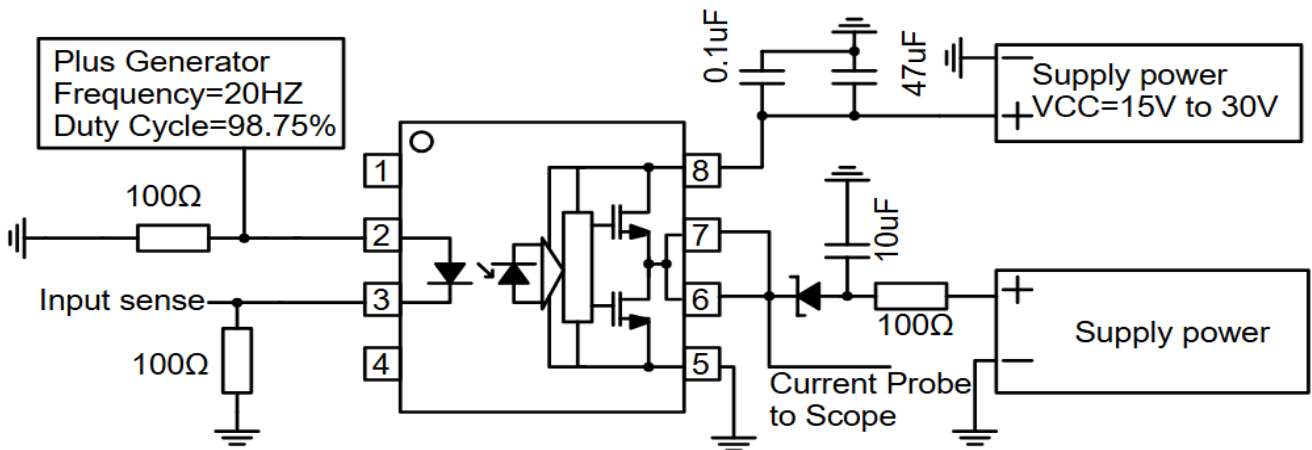 Plus Generator
Frequency=20HZ
Duty Cycle=98.75%
100Ω
Input sense
100Ω
1
2
3
4
8
7
6
5
0.1uF
47uF
Supply power
VCC=15V to 30V
10uF
100Ω
Supply power
Current Probe
to Scope